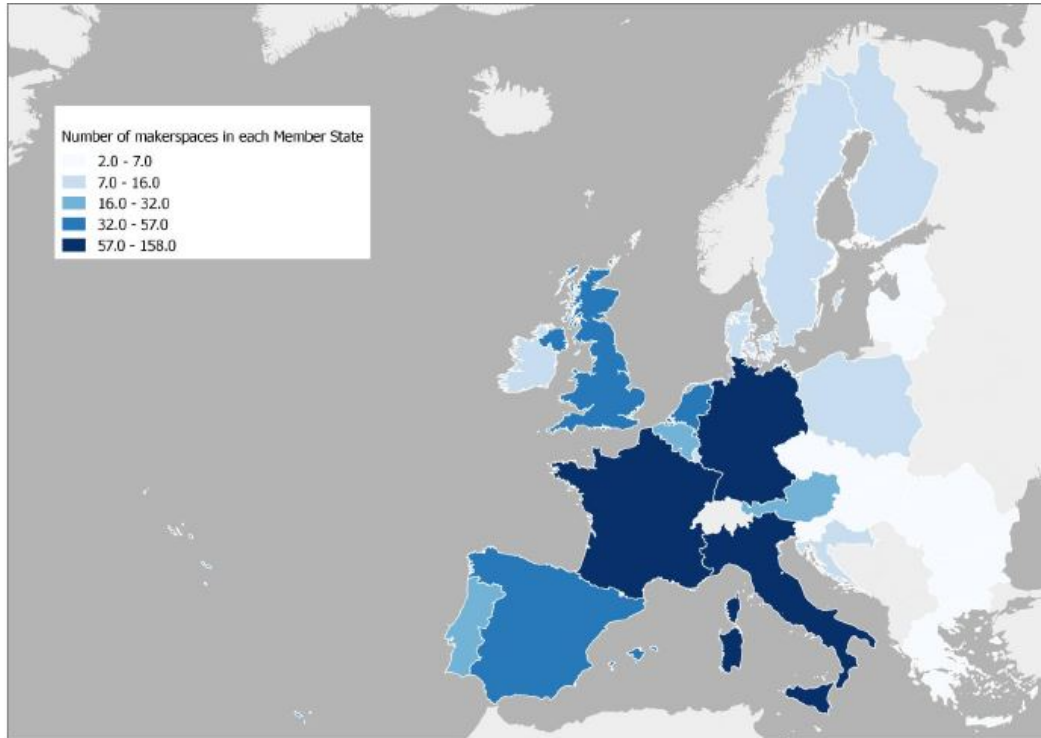 Number of makerspaces in each Member State
2.0 - 7.0
7.0 - 16.0
16.0 - 32.0
32.0 - 57.0
57.0 - 158.0